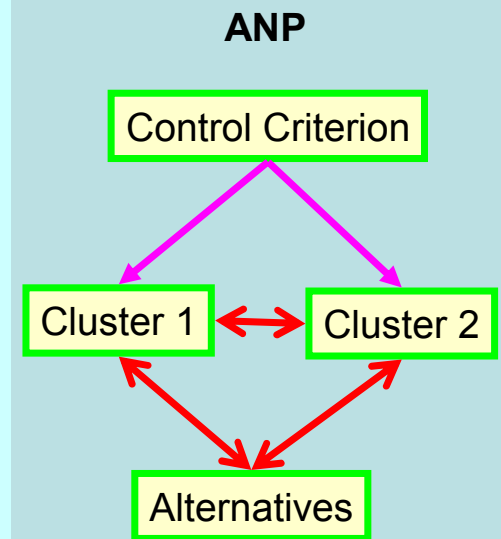 ANP
Control Criterion
Cluster 1
Cluster 2
Alternatives